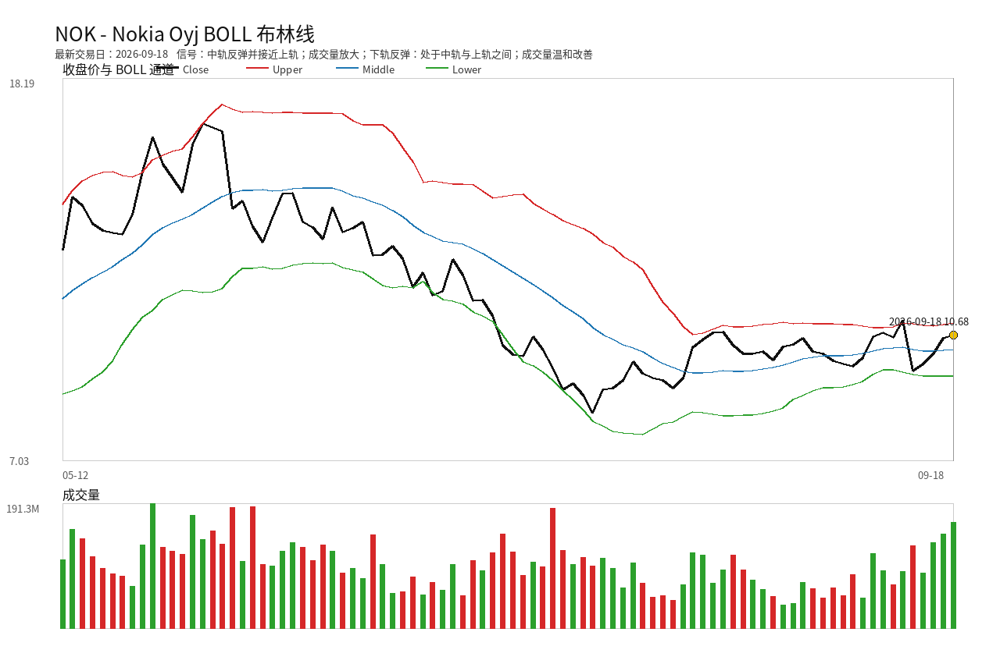 NOK - Nokia Oyj BOLL 布林线
最新交易日：2026-09-18 信号：中轨反弹并接近上轨；成交量放大；下轨反弹：处于中轨与上轨之间；成交量温和改善
收盘价与 BOLL 通道 Close Upper Middle Lower
18.19
2026-09-18 10.68
7.03
05-12 09-18
成交量
191.3M